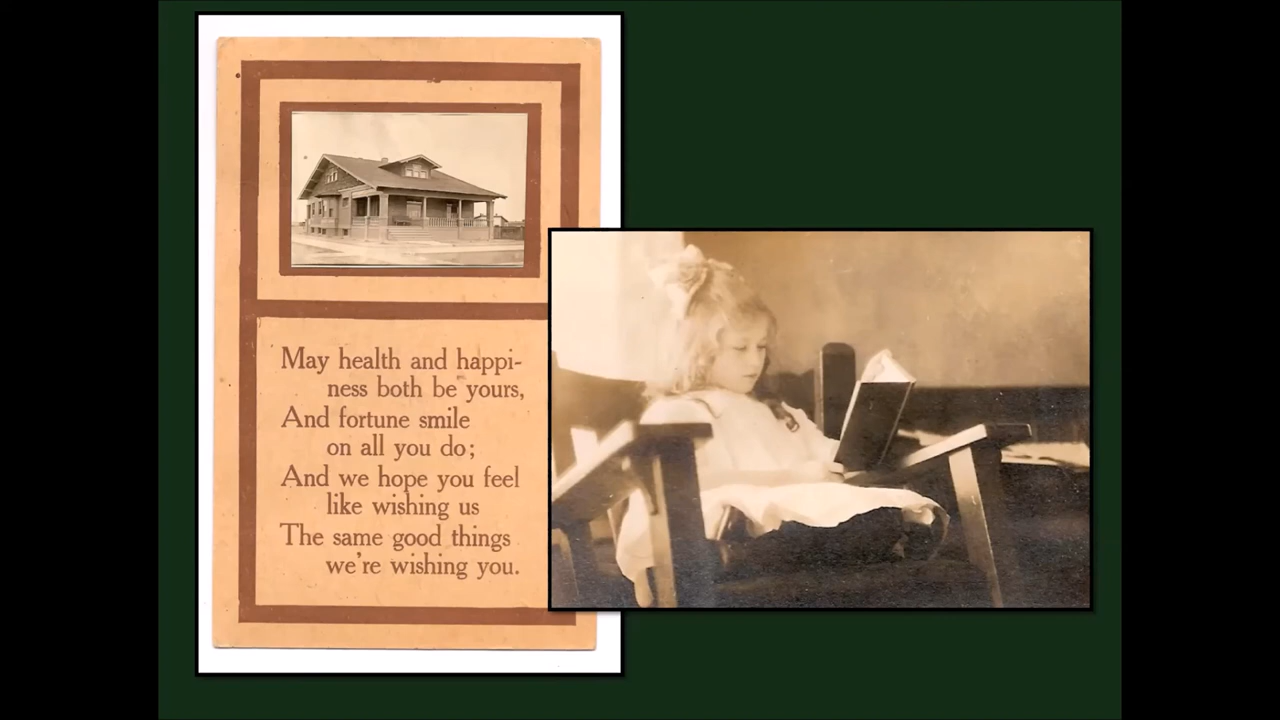 May health and happi-
ness both be yours,
And fortune smile
on all you do;
And we hope you feel
like wishing us
The same good things
we're wishing you.